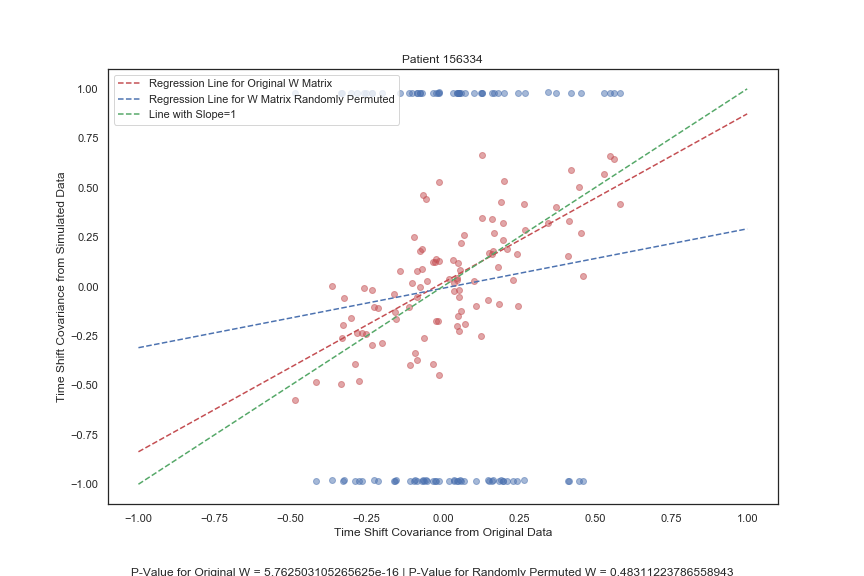 Patient 156334
Regression Line for Original W Matrix
Regression Line for W Matrix Randomly Permuted
Line with Slope=1
Time Shift Covariance from Simulated Data
1.00
0.75
0.50
0.25
0.00
−0.25
−0.50
−0.75
−1.00
−1.00 −0.75 −0.50 −0.25 0.00 0.25 0.50 0.75 1.00
Time Shift Covariance from Original Data
P-Value for Original W = 5.762503105265625e-16 | P-Value for Randomly Permuted W = 0.48311223786558943